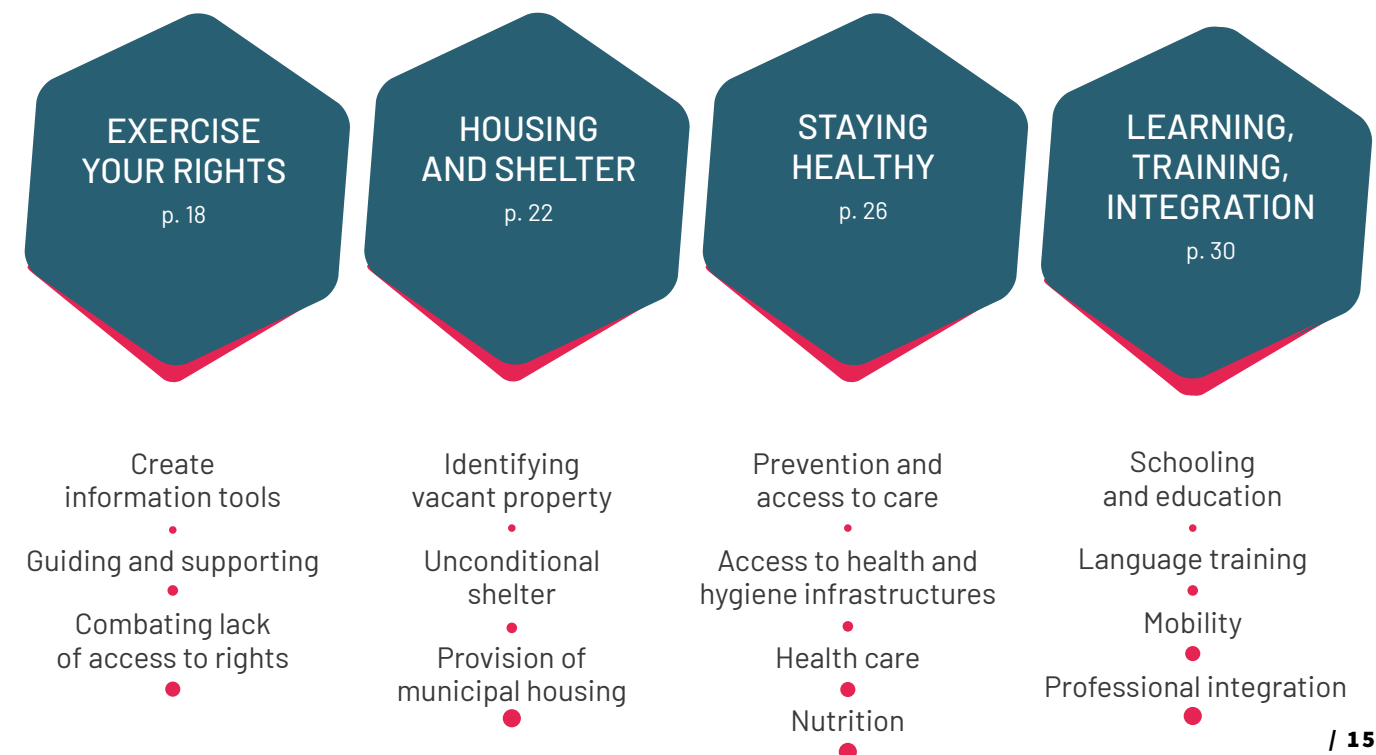 EXERCISE
YOUR RIGHTS
p. 18
Create
information tools
Guiding and supporting
Combating lack
of access to rights
HOUSING
AND SHELTER
p. 22
Identifying
vacant property
Unconditional
shelter
Provision of
municipal housing
STAYING
HEALTHY
p. 26
Prevention and
access to care
Access to health and
hygiene infrastructures
Health care
Nutrition
LEARNING,
TRAINING,
INTEGRATION
p. 30
Schooling
and education
Language training
Mobility
Professional integration
/ 15